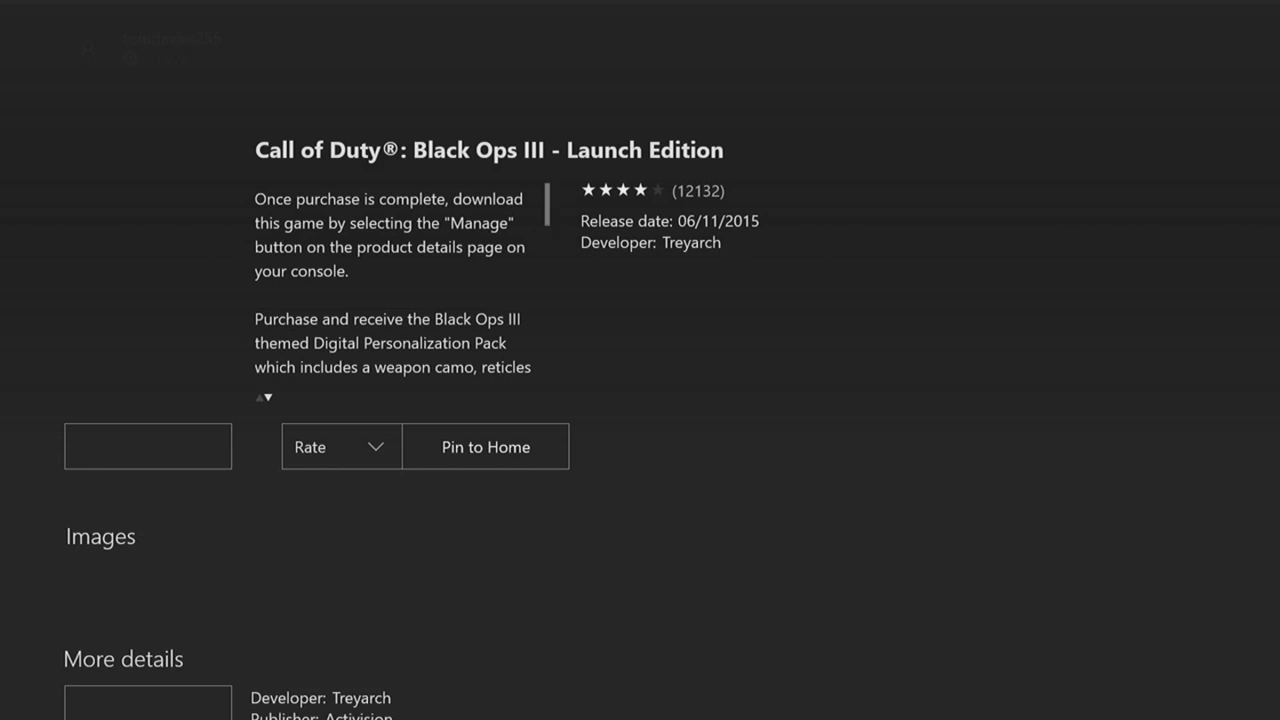 Call of Duty®: Black Ops III - Launch Edition
Once purchase is complete, download
this game by selecting the "Manage"
button on the product details page on
your console.
Purchase and receive the Black Ops III
themed Digital Personalization Pack
which includes a weapon camo, reticles
(12132)
Release date: 06/11/2015
Developer: Treyarch
Rate
Pin to Home
Images
More details
Developer: Treyarch
Publisher: Activision